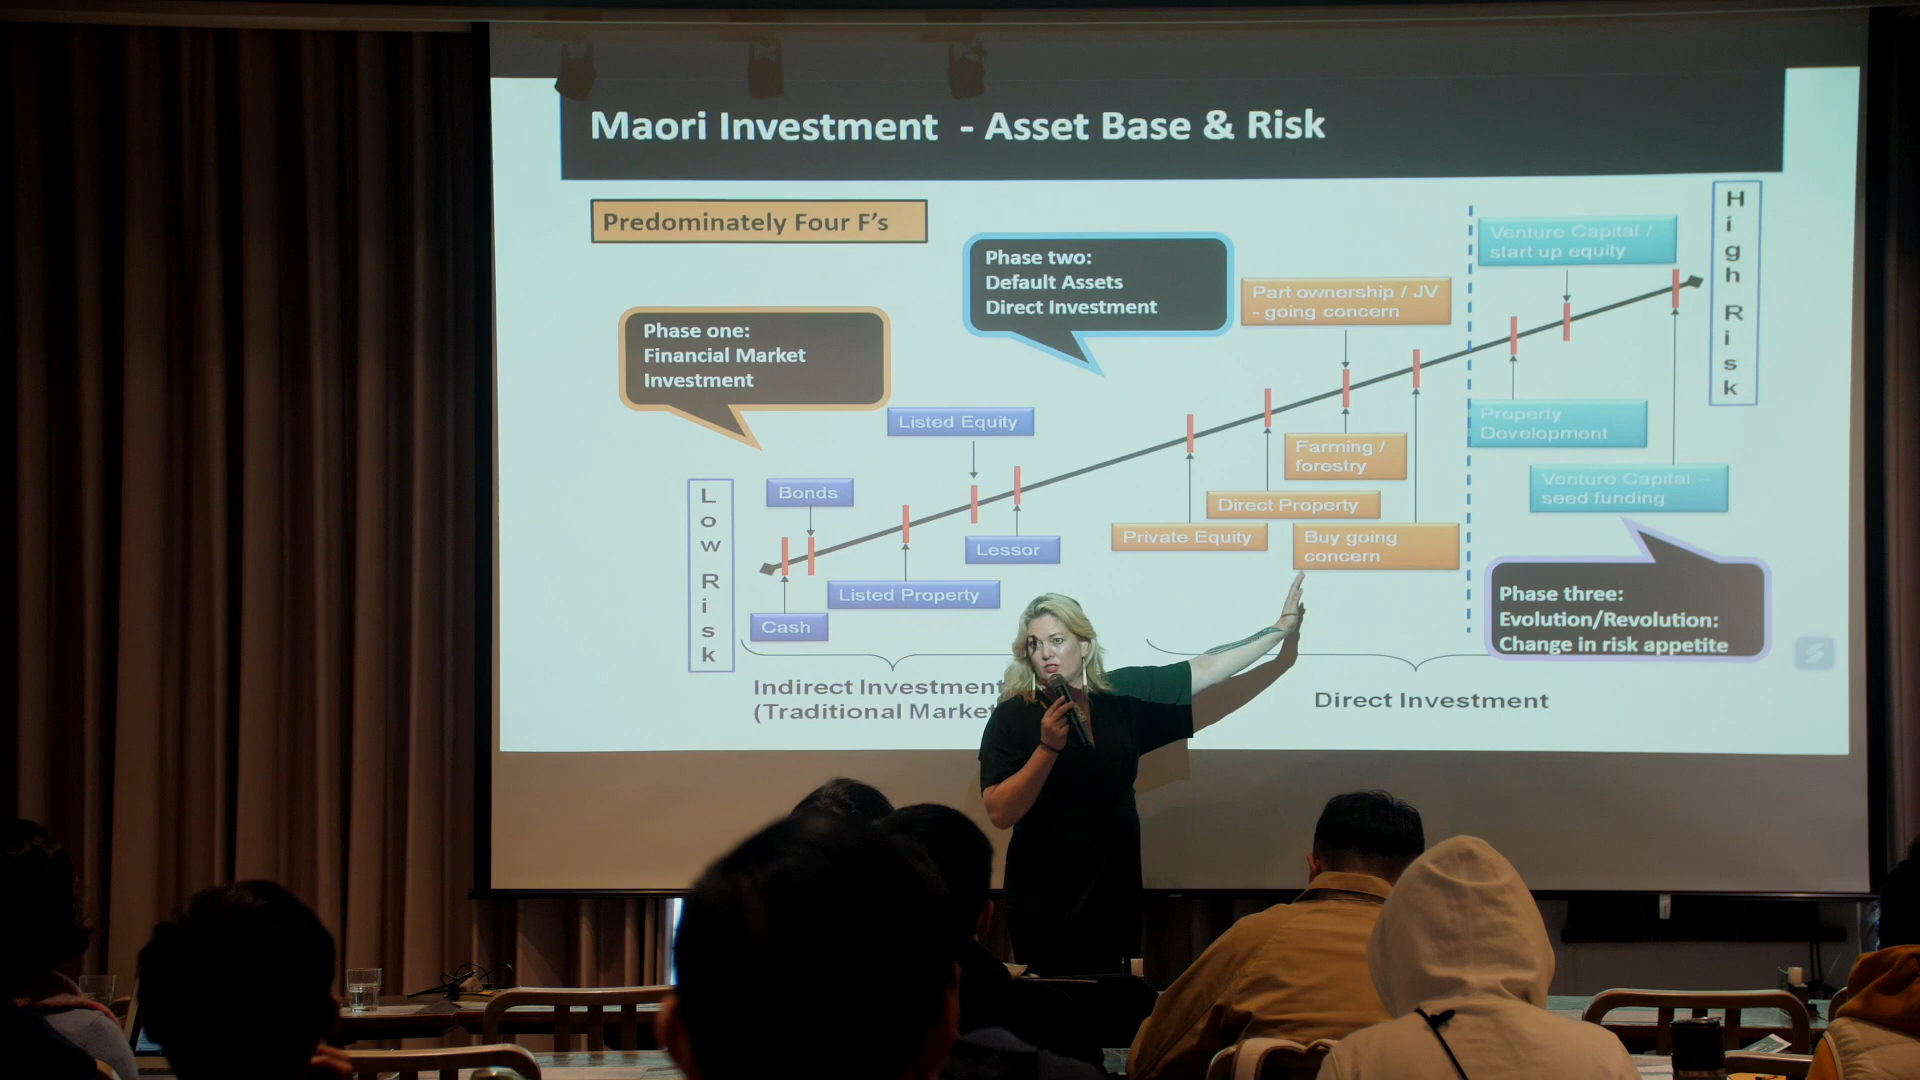 Maori Investment - Asset Base & Risk
Predominately Four F's
Phase one:
Financial Market
Investment
Phase two:
Default Assets
Direct Investment
Part ownership / JV
- going concern
Venture Capital /
start up equity
High Risk
Listed Equity
Farming /
forestry
Property
Development
Low Risk
Bonds
Direct Property
Venture Capital –
seed funding
Lessor
Private Equity
Buy going
concern
Listed Property
Cash
Phase three:
Evolution/Revolution:
Change in risk appetite
Indirect Investment
(Traditional Market
Direct Investment